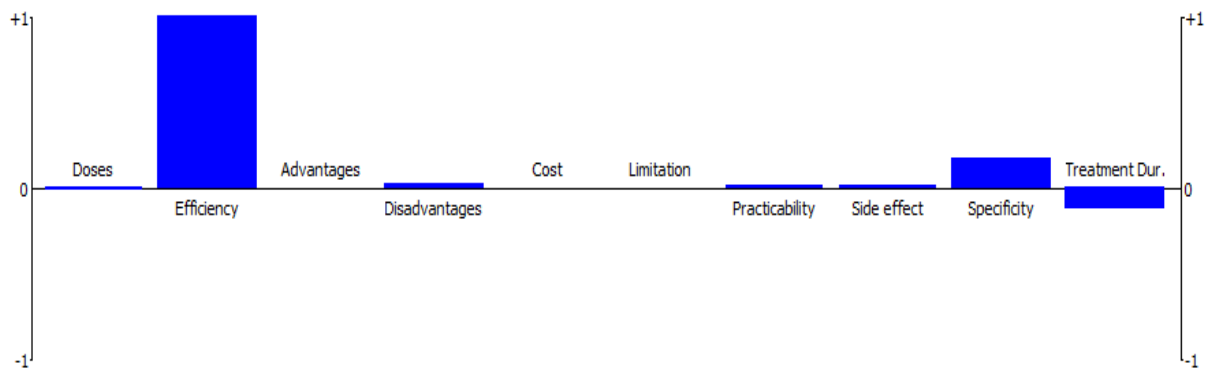 +1 +1
Doses Advantages Cost Limitation Treatment Dur.
0 0
Efficiency Disadvantages Practicability Side effect Specificity
-1 -1